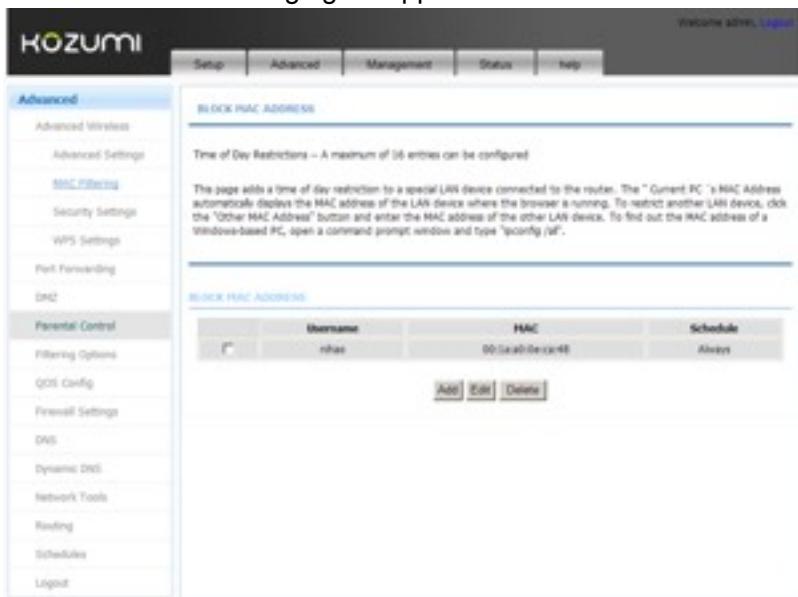 Welcome admin, Logout
KOZUMI
Setup Advanced Management Status help
Advanced
Advanced Wireless
Advanced Settings
MAC Filtering
Security Settings
WPS Settings
Port Forwarding
DMZ
Parental Control
Filtering Options
QOS Config
Firewall Settings
DNS
Dynamic DNS
Network Tools
Routing
Schedules
Logout
BLOCK MAC ADDRESS
Time of Day Restrictions -- A maximum of 16 entries can be configured
This page adds a time of day restriction to a special LAN device connected to the router. The " Current PC `s MAC Address
automatically displays the MAC address of the LAN device where the browser is running. To restrict another LAN device, click
the "Other MAC Address" button and enter the MAC address of the other LAN device. To find out the MAC address of a
Windows-based PC, open a command prompt window and type "ipconfig /all".
BLOCK MAC ADDRESS
Username MAC Schedule
nihao 00:1a:a0:0e:ca:48 Always
Add Edit Delete